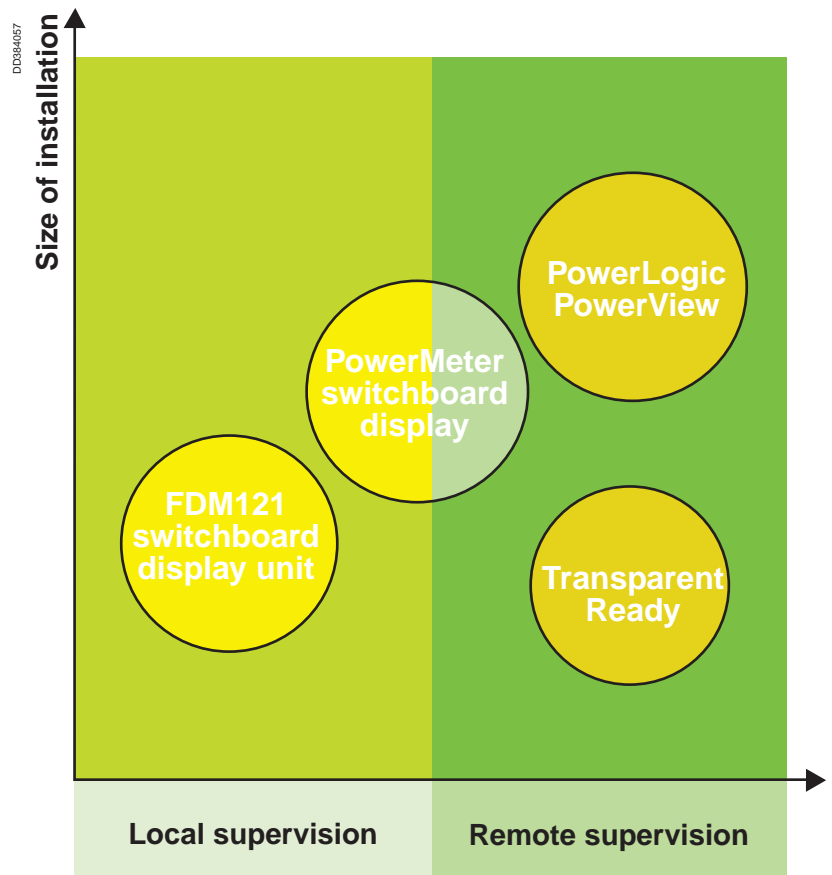 DD384057
Size of installation
PowerLogic
PowerView
PowerMeter
switchboard
display
FDM121
switchboard
display unit
Transparent
Ready
Local supervision
Remote supervision